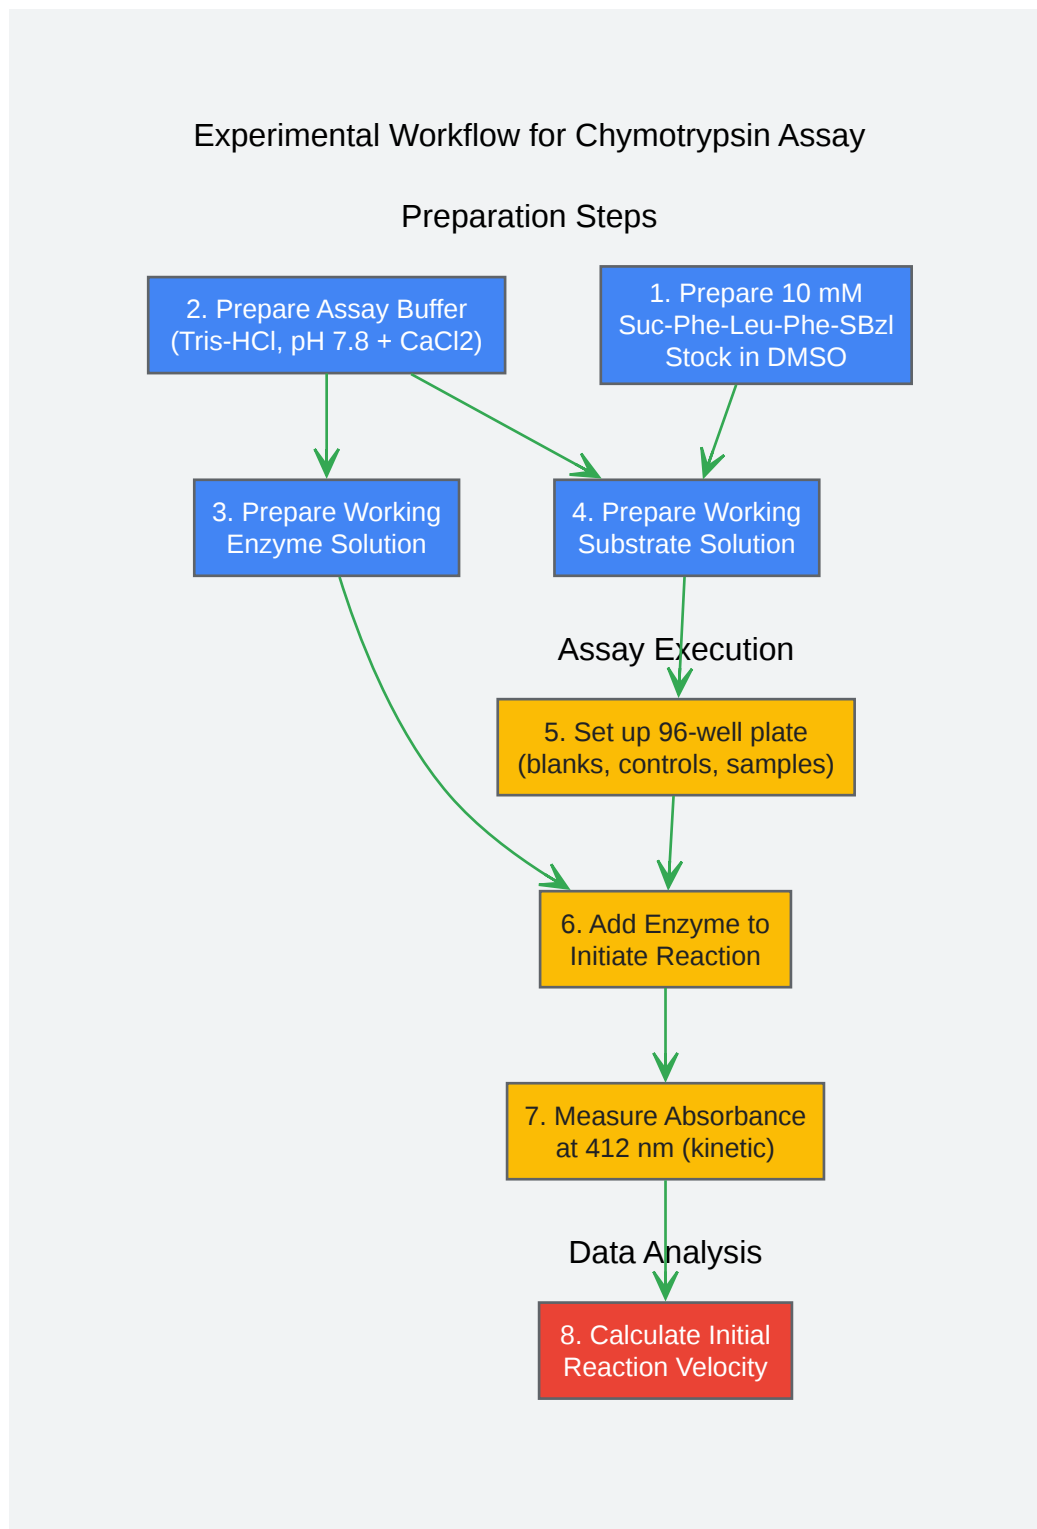 Experimental Workflow for Chymotrypsin Assay
Preparation Steps
2. Prepare Assay Buffer
(Tris-HCl, pH 7.8 + CaCl2)
1. Prepare 10 mM
Suc-Phe-Leu-Phe-SBzl
Stock in DMSO
3. Prepare Working
Enzyme Solution
4. Prepare Working
Substrate Solution
Assay Execution
5. Set up 96-well plate
(blanks, controls, samples)
6. Add Enzyme to
Initiate Reaction
7. Measure Absorbance
at 412 nm (kinetic)
Data Analysis
8. Calculate Initial
Reaction Velocity